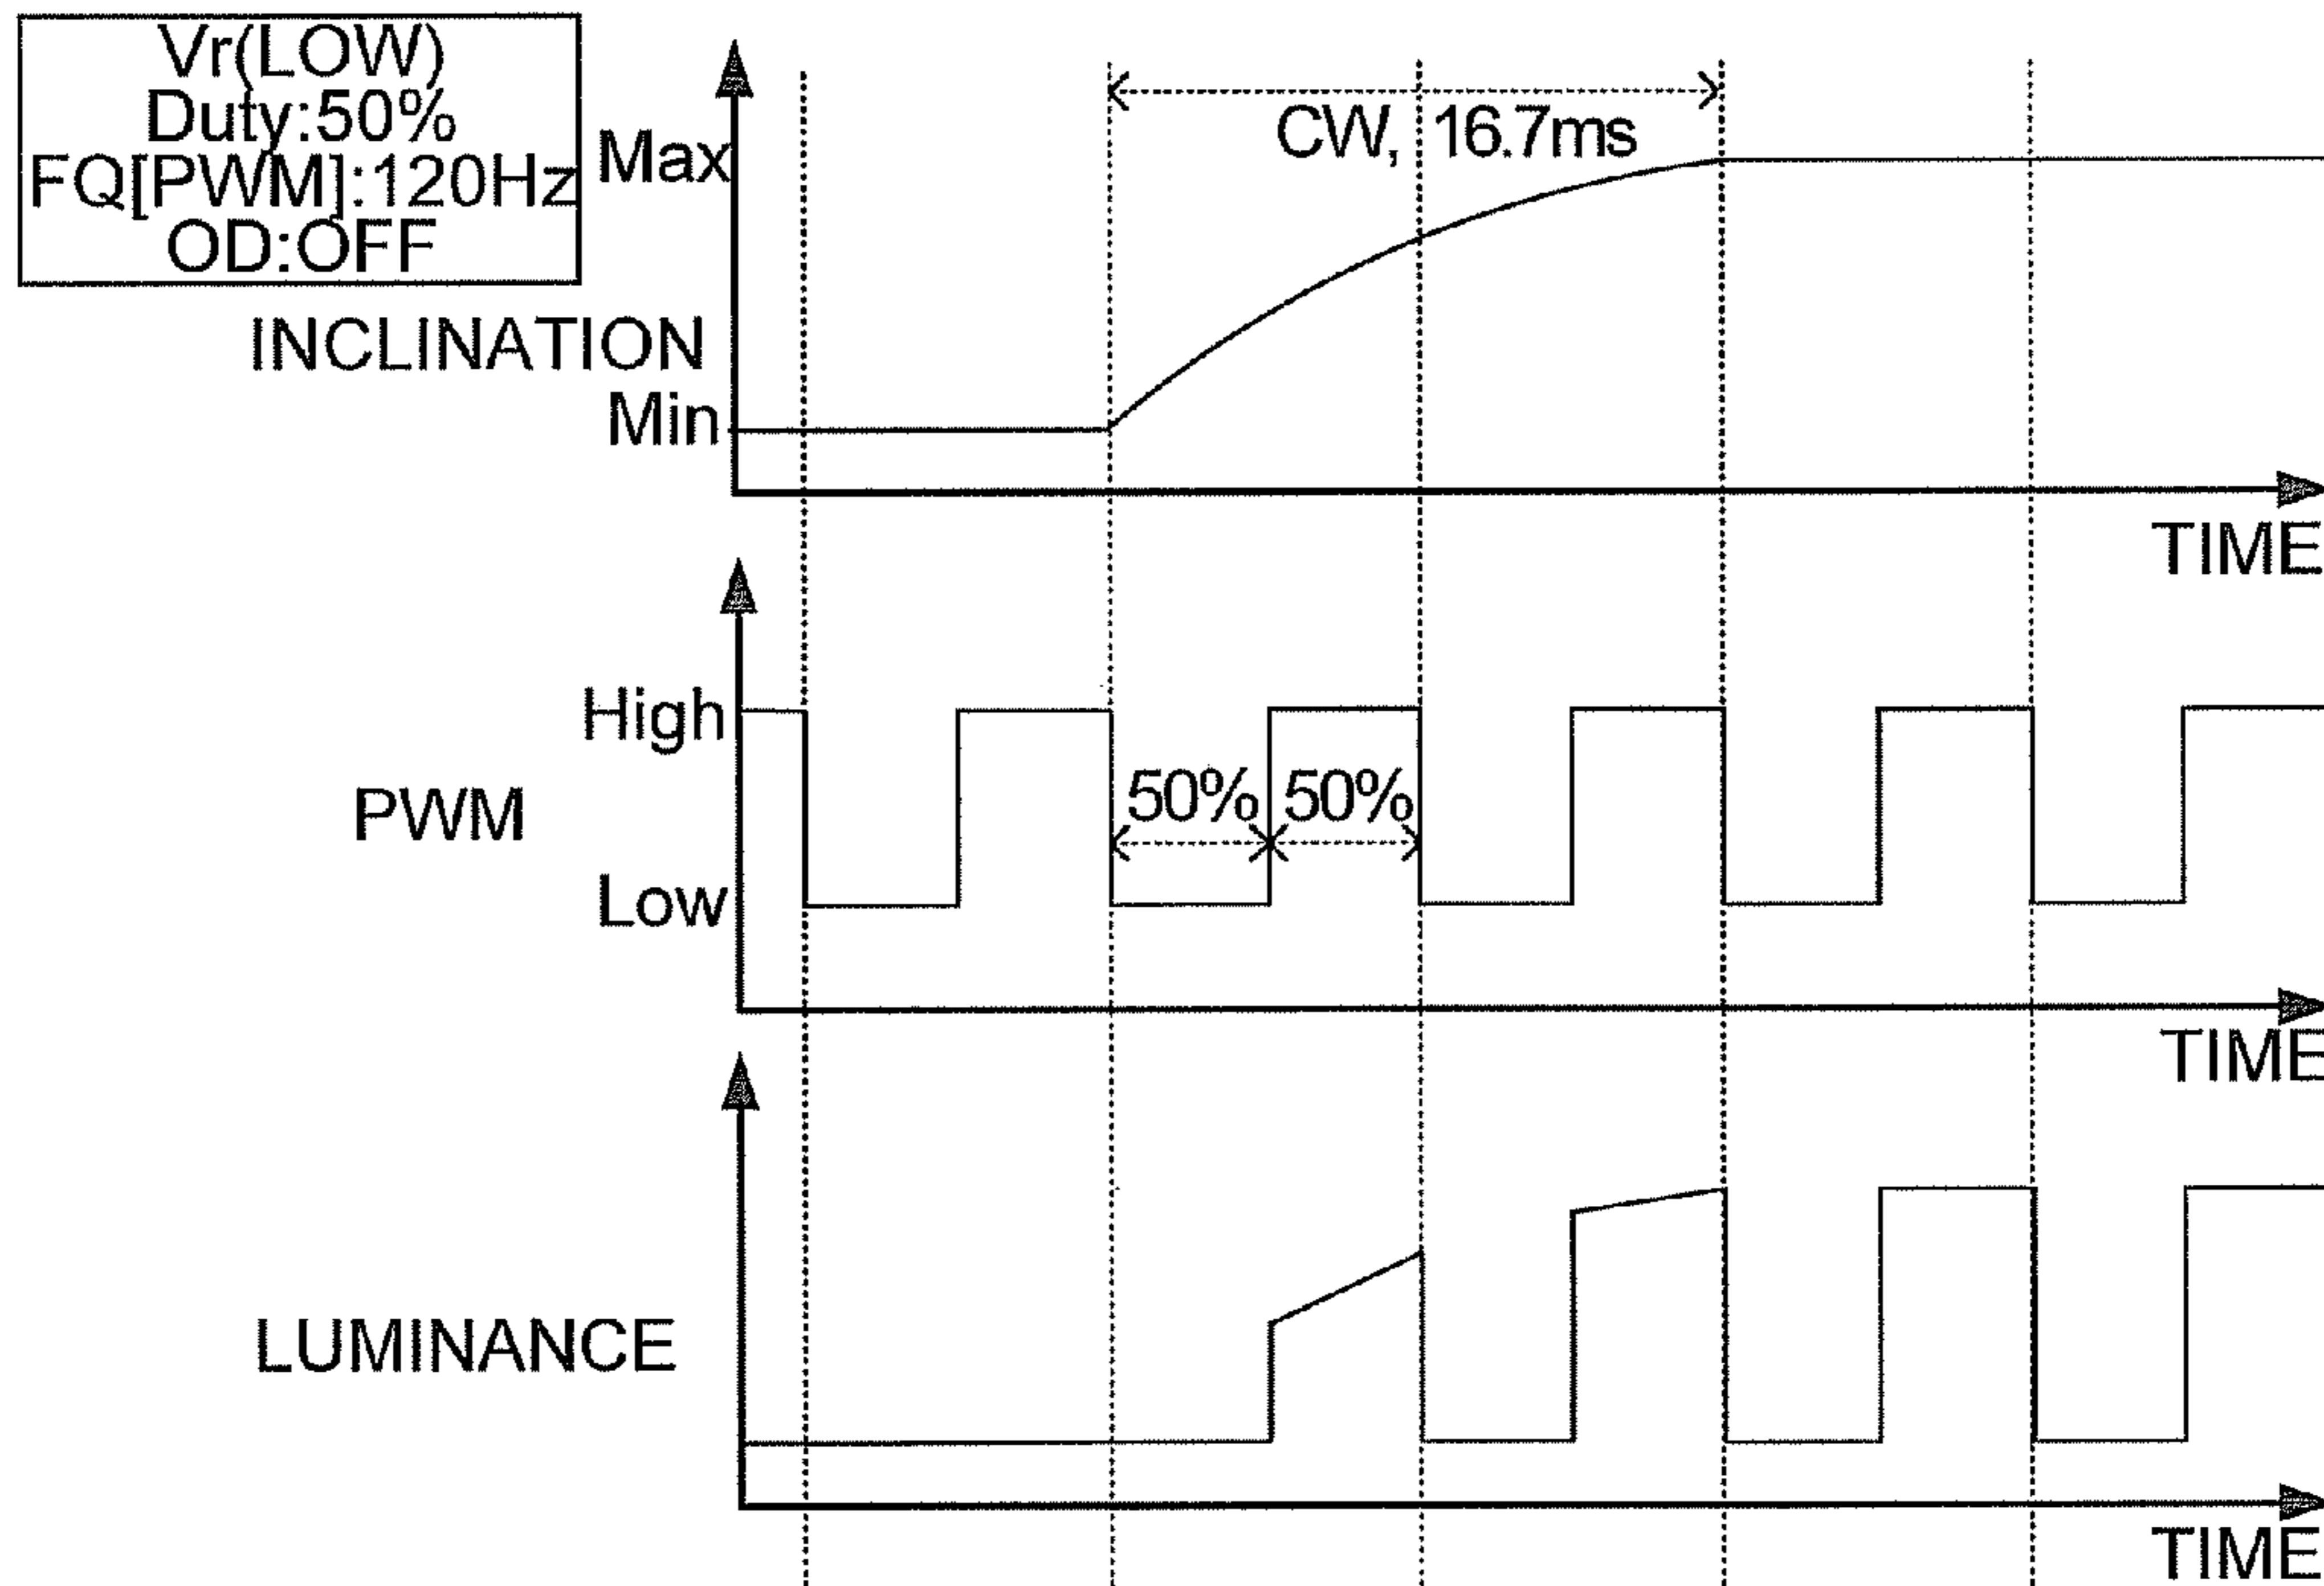 Vr(LOW)
Duty:50%
FQ[PWM]:120Hz
OD:OFF
Max
CW, 16.7ms
INCLINATION
Min
TIME
High
50% 50%
PWM
Low
TIME
LUMINANCE
TIME